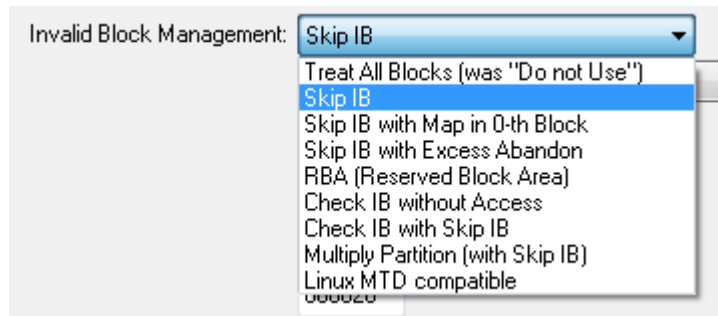 Invalid Block Management: Skip IB
Treat All Blocks (was "Do not Use")
Skip IB
Skip IB with Map in 0-th Block
Skip IB with Excess Abandon
RBA (Reserved Block Area)
Check IB without Access
Check IB with Skip IB
Multiply Partition (with Skip IB)
Linux MTD compatible